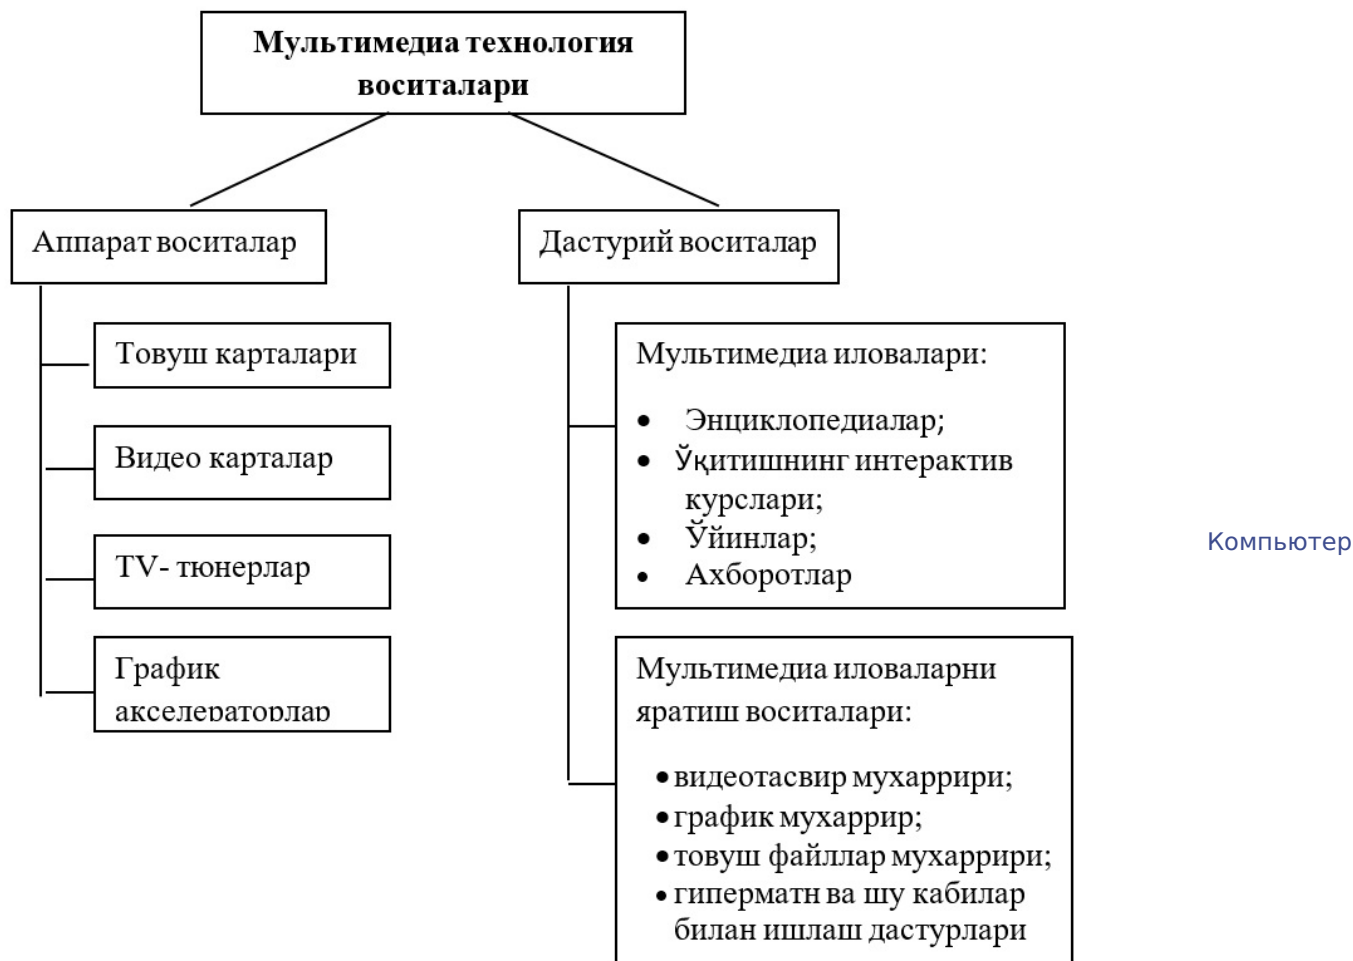 Мультимедиа технология
воситалари
Аппарат воситалар
Дастурий воситалар
Товуш карталари
Видео карталар
TV- тюнерлар
График
акселераторлар
Мультимедиа иловалари:
• Энциклопедиалар;
• Ўқитишнинг интерактив
курслари;
• Ўйинлар;
• Ахборотлар
Мультимедиа иловаларни
яратиш воситалари:
• видеотасвир мухаррири;
• график мухаррир;
• товуш файллар мухаррири;
• гиперматн ва шу кабилар
билан ишлаш дастурлари
Компьютер